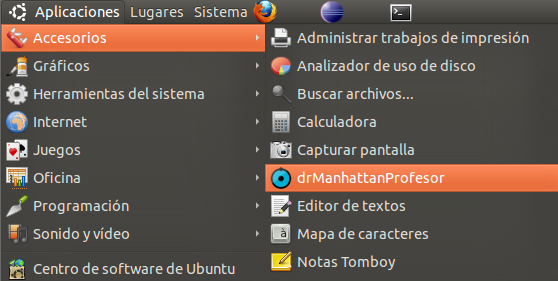 Aplicaciones Lugares Sistema
Accesorios
Gráficos
Herramientas del sistema
Internet
Juegos
Oficina
Programación
Sonido y vídeo
Centro de software de Ubuntu
Administrar trabajos de impresión
Analizador de uso de disco
Buscar archivos...
Calculadora
Capturar pantalla
drManhattanProfesor
Editor de textos
Mapa de caracteres
Notas Tomboy